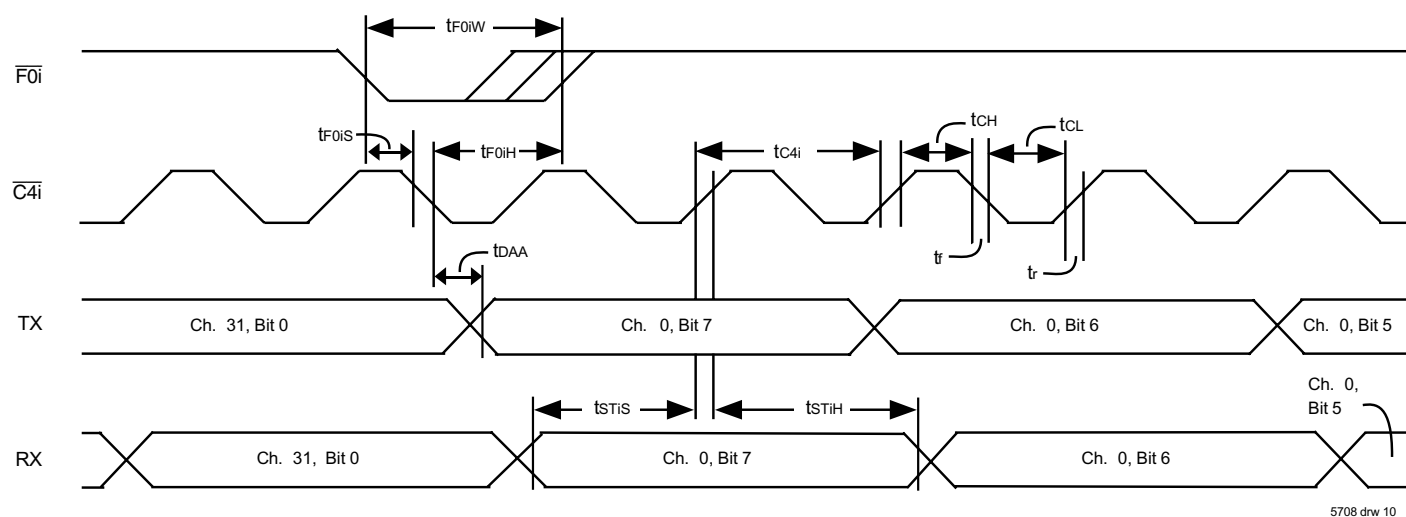 tF0iW
F0i
tF0iS
tF0iH
tC4i
tCH
tCL
C4i
tDAA
tf
tr
TX
Ch. 31, Bit 0
Ch. 0, Bit 7
Ch. 0, Bit 6
Ch. 0, Bit 5
tSTiS
tSTiH
Ch. 0,
Bit 5
RX
Ch. 31, Bit 0
Ch. 0, Bit 7
Ch. 0, Bit 6
5708 drw 10